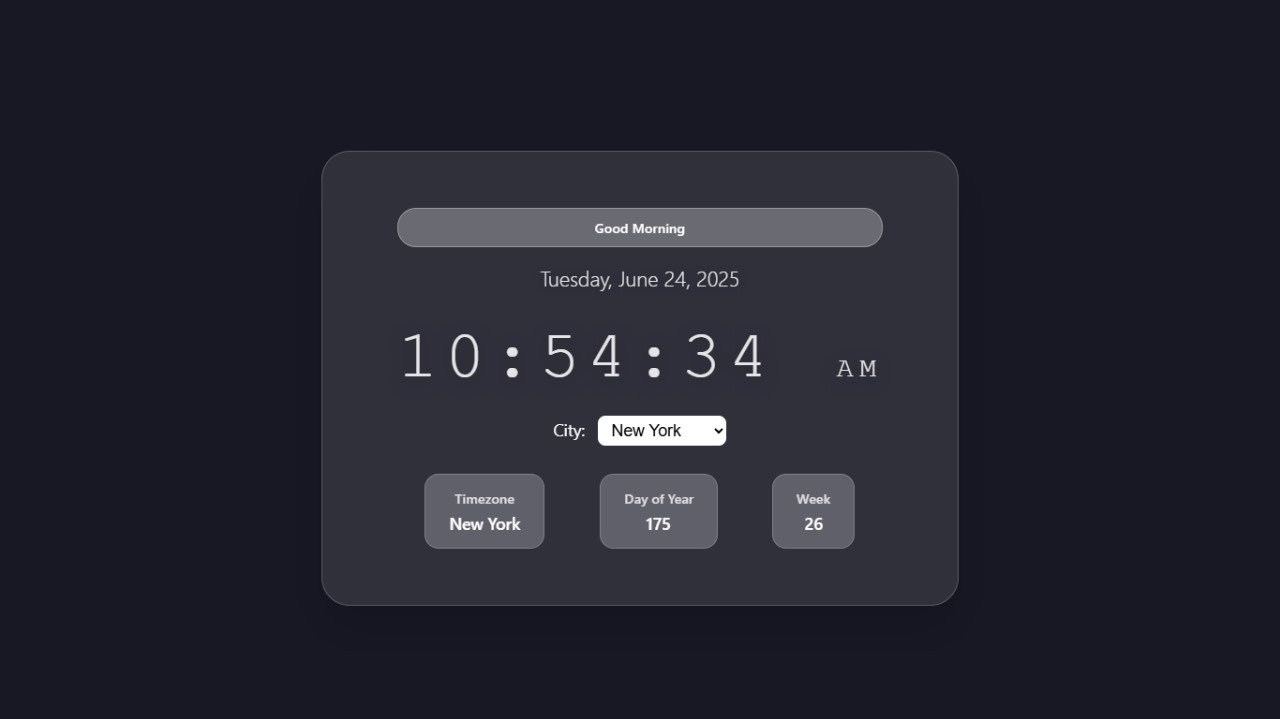 Good Morning
Tuesday, June 24, 2025
10:54:34 AM
City: New York
Timezone
New York
Day of Year
175
Week
26